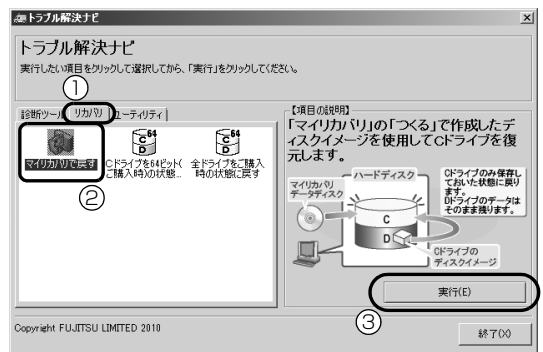 トラブル解決ナビ
トラブル解決ナビ
実行したい項目をクリックして選択してから、「実行」をクリックしてください。
①
診断ツール リカバリ ユーティリティ
マイリカバリで戻す
Cドライブを64ビット(ご購入時)の状態...
全ドライブをご購入時の状態に戻す
②
【項目の説明】
「マイリカバリ」の「つくる」で作成したディスクイメージを使用してCドライブを復元します。
マイリカバリ
データディスク
ハードディスク
C
D
Cドライブのみ保存しておいた状態に戻ります。
Dドライブのデータはそのまま残ります。
Cドライブの
ディスクイメージ
実行(E)
③
Copyright FUJITSU LIMITED 2010
終了(X)